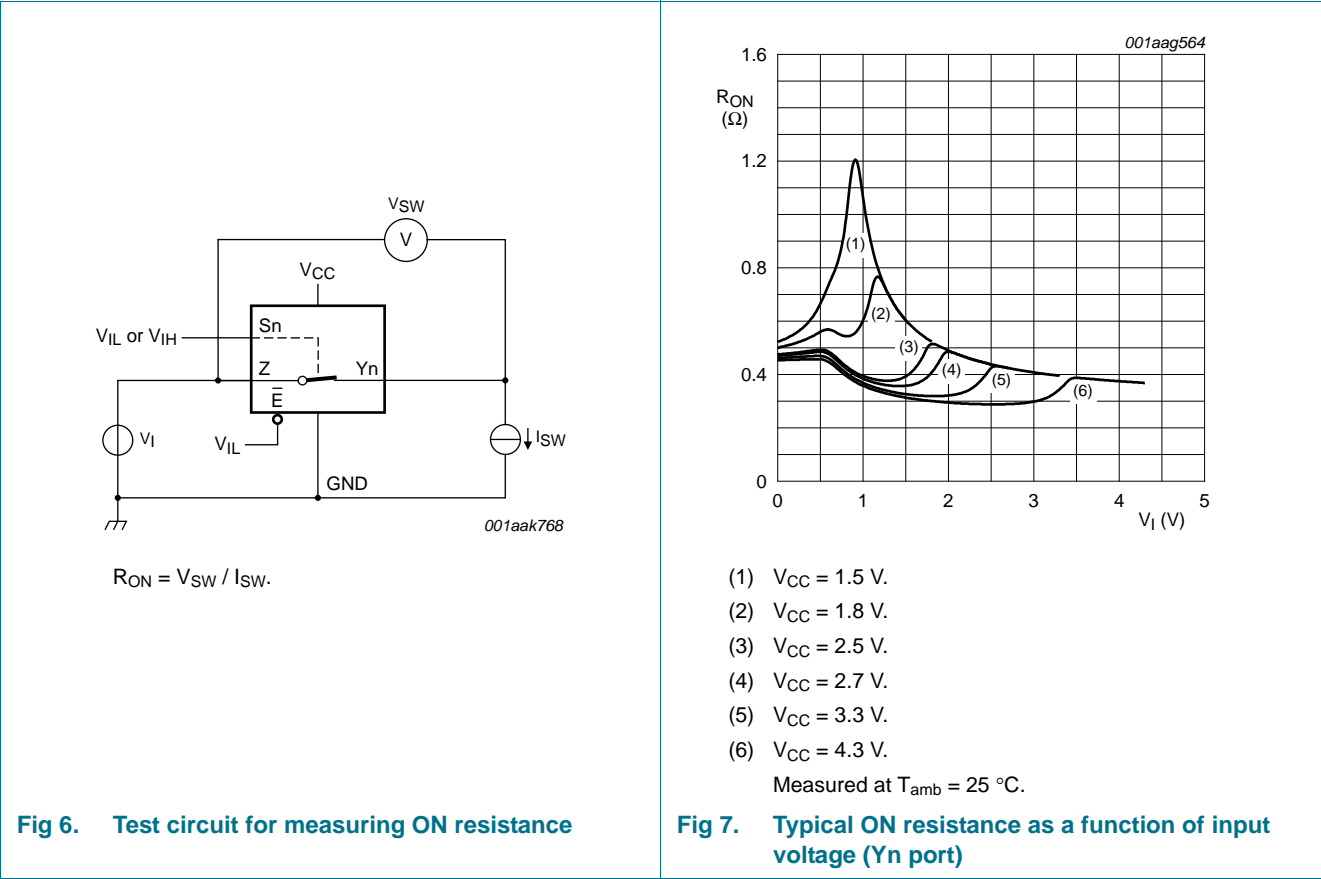 VSW
V
VCC
VIL or VIH
Sn
Z
Yn
E
VI
VIL
ISW
GND
001aak768
RON = VSW / ISW.
Fig 6. Test circuit for measuring ON resistance
001aag564
1.6
RON
(Ω)
1.2
(1)
0.8
(2)
(3)
(4)
0.4
(5)
(6)
0
0 1 2 3 4 5
VI (V)
(1) VCC = 1.5 V.
(2) VCC = 1.8 V.
(3) VCC = 2.5 V.
(4) VCC = 2.7 V.
(5) VCC = 3.3 V.
(6) VCC = 4.3 V.
Measured at Tamb = 25 °C.
Fig 7. Typical ON resistance as a function of input
voltage (Yn port)